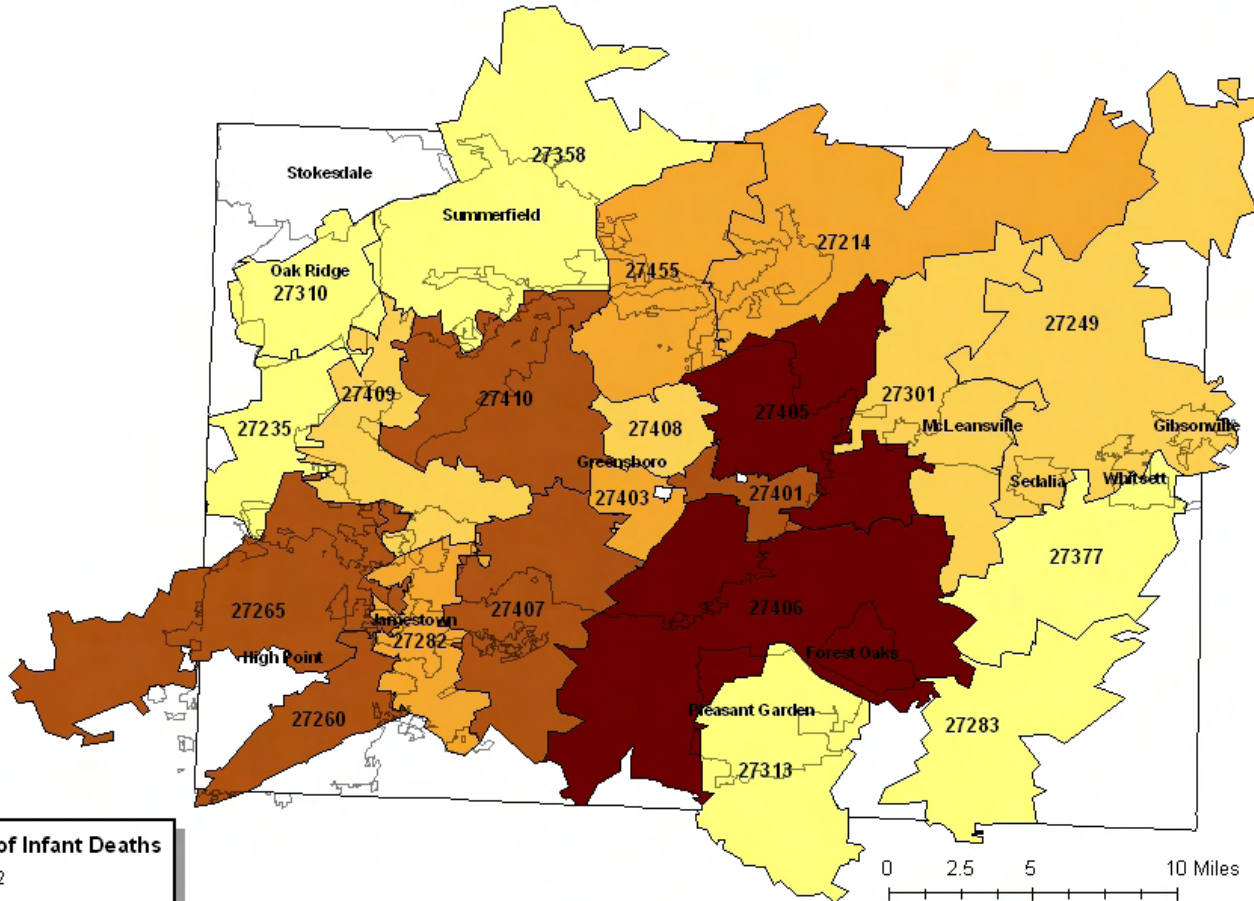 27358
Stokesdale
Summerfield
27214
27455
Oak Ridge
27310
27249
27409
27410
27405
27301
27235
27408
McLeansville
Gibsonville
Greensboro
27403
27401
Sedalia
Whitsett
27377
27265
27407
27406
Jamestown
27282
High Point
Forest Oaks
27260
Pleasant Garden
27283
27313
of Infant Deaths
2
0 2.5 5 10 Miles